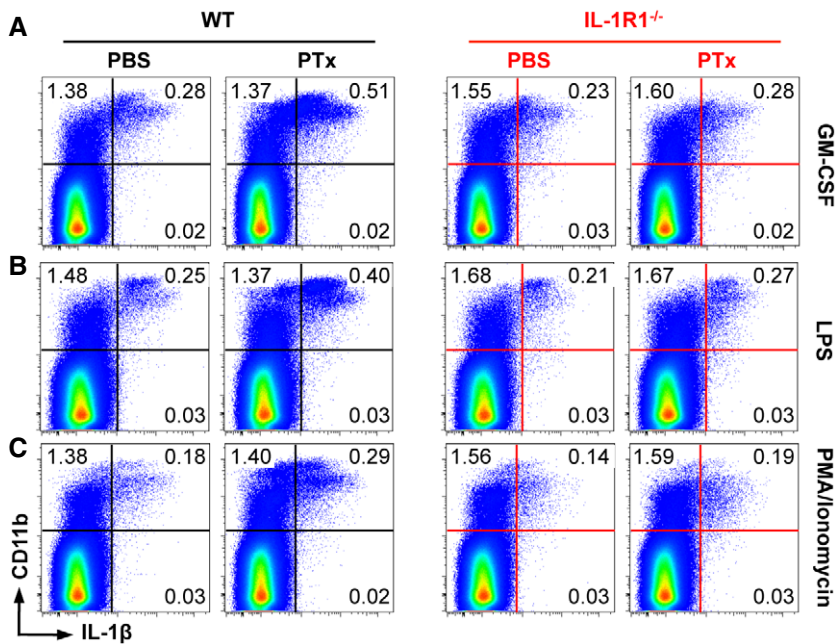 A
WT IL-1R1-/-
PBS PTx PBS PTx
1.38 0.28 1.37 0.51 1.55 0.23 1.60 0.28
GM-CSF
0.02 0.02 0.03 0.02
B
1.48 0.25 1.37 0.40 1.68 0.21 1.67 0.27
LPS
0.03 0.03 0.03 0.03
C
1.38 0.18 1.40 0.29 1.56 0.14 1.59 0.19
PMA/Ionomycin
0.03 0.02 0.03 0.03
CD11b
IL-1β